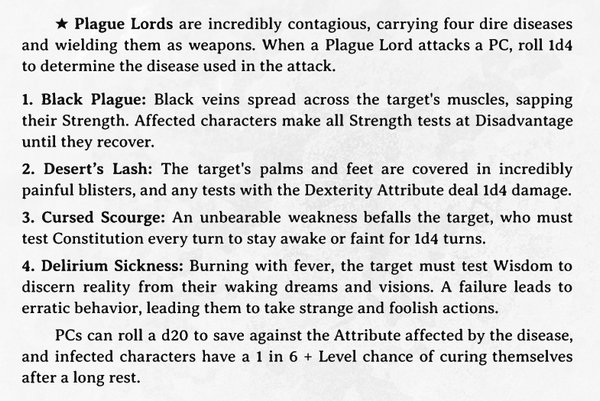 ★ Plague Lords are incredibly contagious, carrying four dire diseases
and wielding them as weapons. When a Plague Lord attacks a PC, roll 1d4
to determine the disease used in the attack.
1. Black Plague: Black veins spread across the target's muscles, sapping
their Strength. Affected characters make all Strength tests at Disadvantage
until they recover.
2. Desert’s Lash: The target's palms and feet are covered in incredibly
painful blisters, and any tests with the Dexterity Attribute deal 1d4 damage.
3. Cursed Scourge: An unbearable weakness befalls the target, who must
test Constitution every turn to stay awake or faint for 1d4 turns.
4. Delirium Sickness: Burning with fever, the target must test Wisdom to
discern reality from their waking dreams and visions. A failure leads to
erratic behavior, leading them to take strange and foolish actions.
PCs can roll a d20 to save against the Attribute affected by the disease,
and infected characters have a 1 in 6 + Level chance of curing themselves
after a long rest.